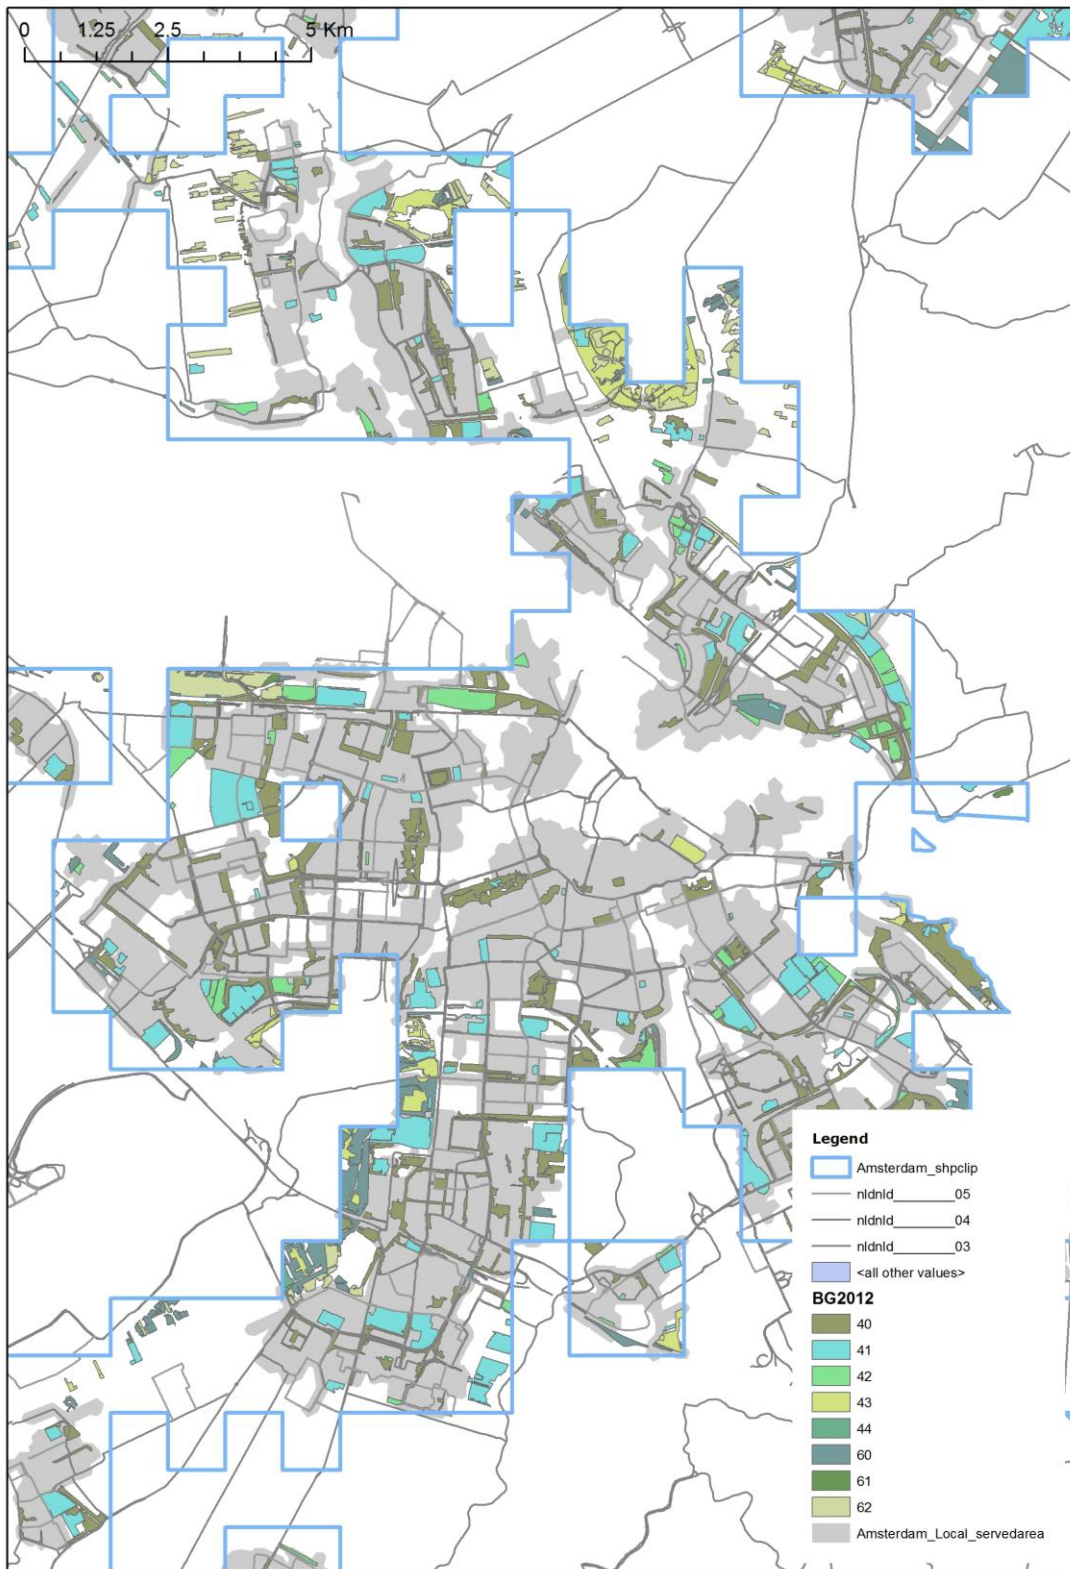 0 1.25 2.5 5 Km
Legend
Amsterdam_shpclip
nldnld________05
nldnld________04
nldnld________03
<all other values>
BG2012
40
41
42
43
44
60
61
62
Amsterdam_Local_servedarea